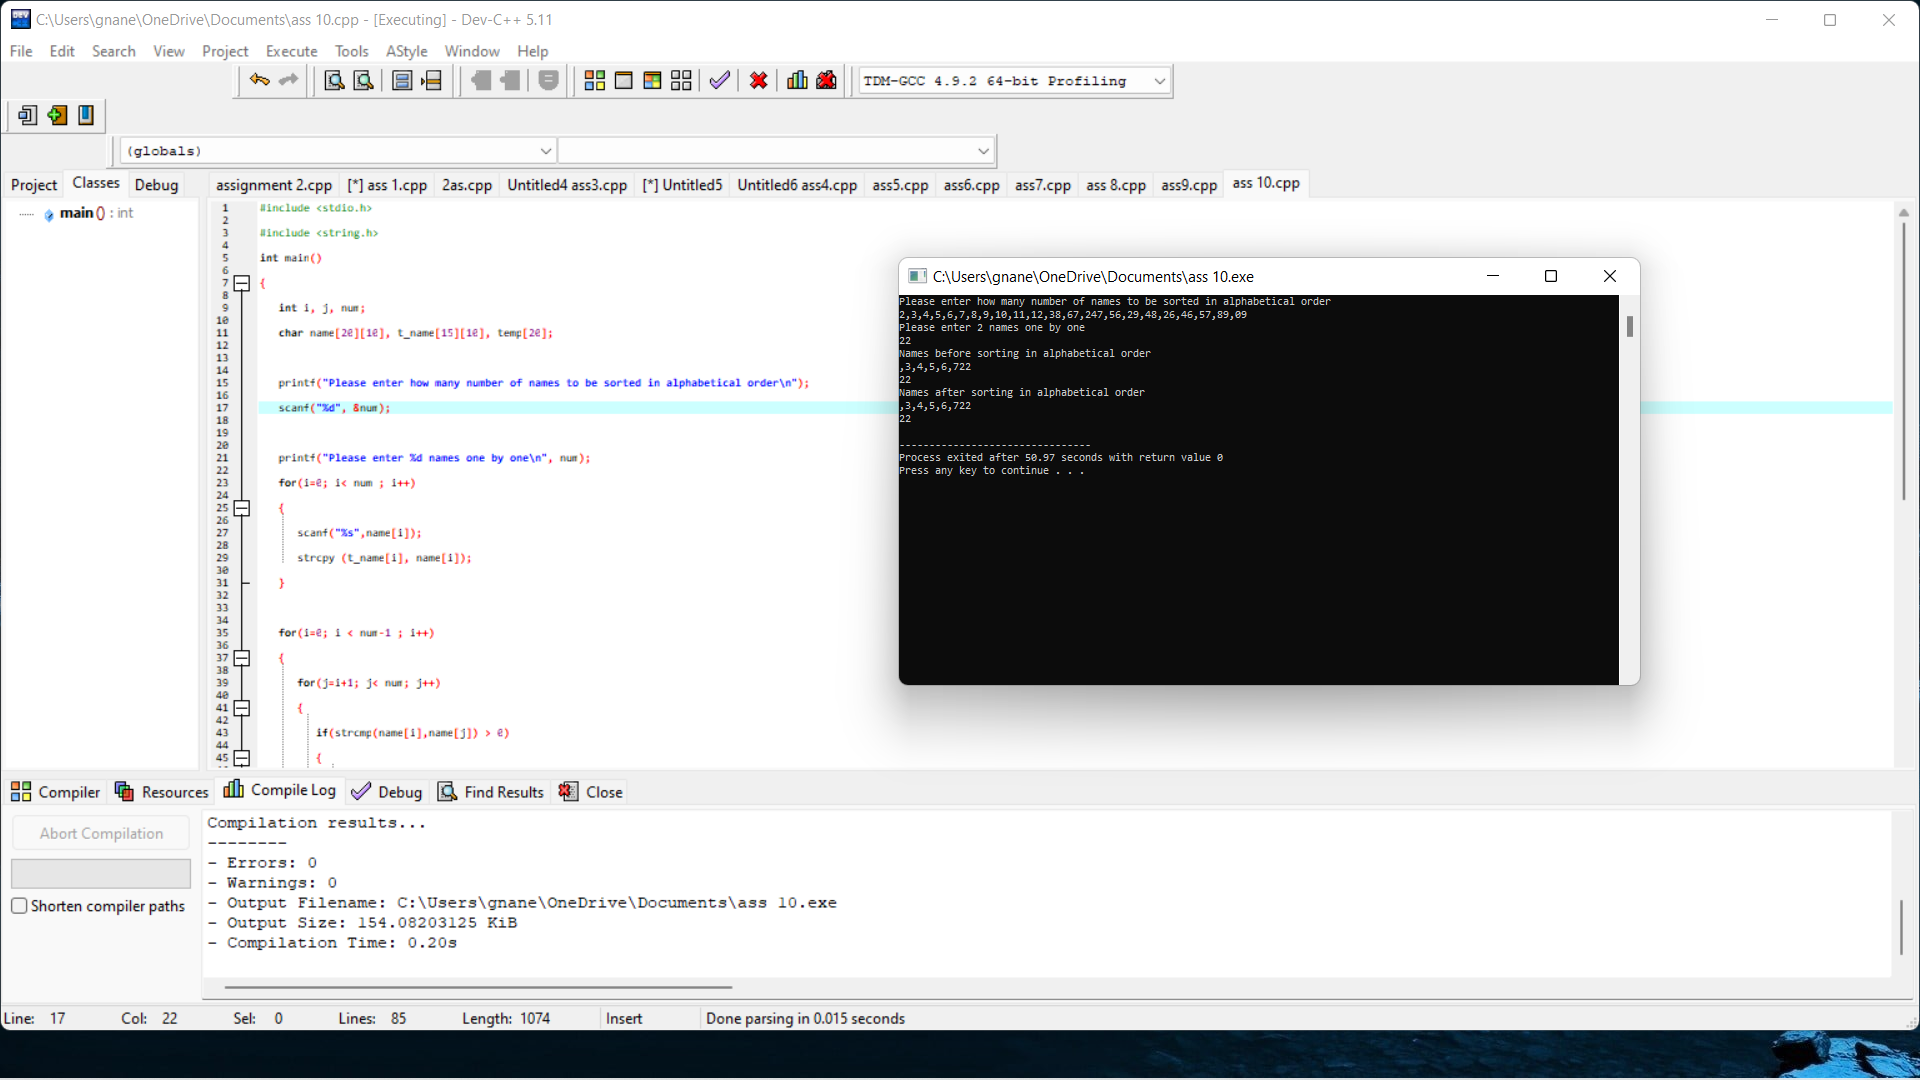 C:\Users\gnane\OneDrive\Documents\ass 10.cpp - [Executing] - Dev-C++ 5.11
File Edit Search View Project Execute Tools AStyle Window Help
TDM-GCC 4.9.2 64-bit Profiling
(globals)
Project Classes Debug
assignment 2.cpp [*] ass 1.cpp 2as.cpp Untitled4 ass3.cpp [*] Untitled5 Untitled6 ass4.cpp ass5.cpp ass6.cpp ass7.cpp ass 8.cpp ass9.cpp ass 10.cpp
main () : int
1 #include <stdio.h>
2
3 #include <string.h>
4
5 int main()
6
7 {
8
9 int i, j, num;
10
11 char name[20][10], t_name[15][10], temp[20];
12
13
14
15 printf("Please enter how many number of names to be sorted in alphabetical order\n");
16
17 scanf("%d", &num);
18
19
20
21 printf("Please enter %d names one by one\n", num);
22
23 for(i=0; i< num ; i++)
24
25 {
26
27 scanf("%s",name[i]);
28
29 strcpy (t_name[i], name[i]);
30
31 }
32
33
34
35 for(i=0; i < num-1 ; i++)
36
37 {
38
39 for(j=i+1; j< num; j++)
40
41 {
42
43 if(strcmp(name[i],name[j]) > 0)
44
45 {
C:\Users\gnane\OneDrive\Documents\ass 10.exe
Please enter how many number of names to be sorted in alphabetical order
2,3,4,5,6,7,8,9,10,11,12,38,67,247,56,29,48,26,46,57,89,09
Please enter 2 names one by one
22
Names before sorting in alphabetical order
,3,4,5,6,722
22
Names after sorting in alphabetical order
,3,4,5,6,722
22
--------------------------------
Process exited after 50.97 seconds with return value 0
Press any key to continue . . .
Compiler Resources Compile Log Debug Find Results Close
Abort Compilation
Shorten compiler paths
Compilation results...
--------
- Errors: 0
- Warnings: 0
- Output Filename: C:\Users\gnane\OneDrive\Documents\ass 10.exe
- Output Size: 154.08203125 KiB
- Compilation Time: 0.20s
Line: 17 Col: 22 Sel: 0 Lines: 85 Length: 1074 Insert Done parsing in 0.015 seconds